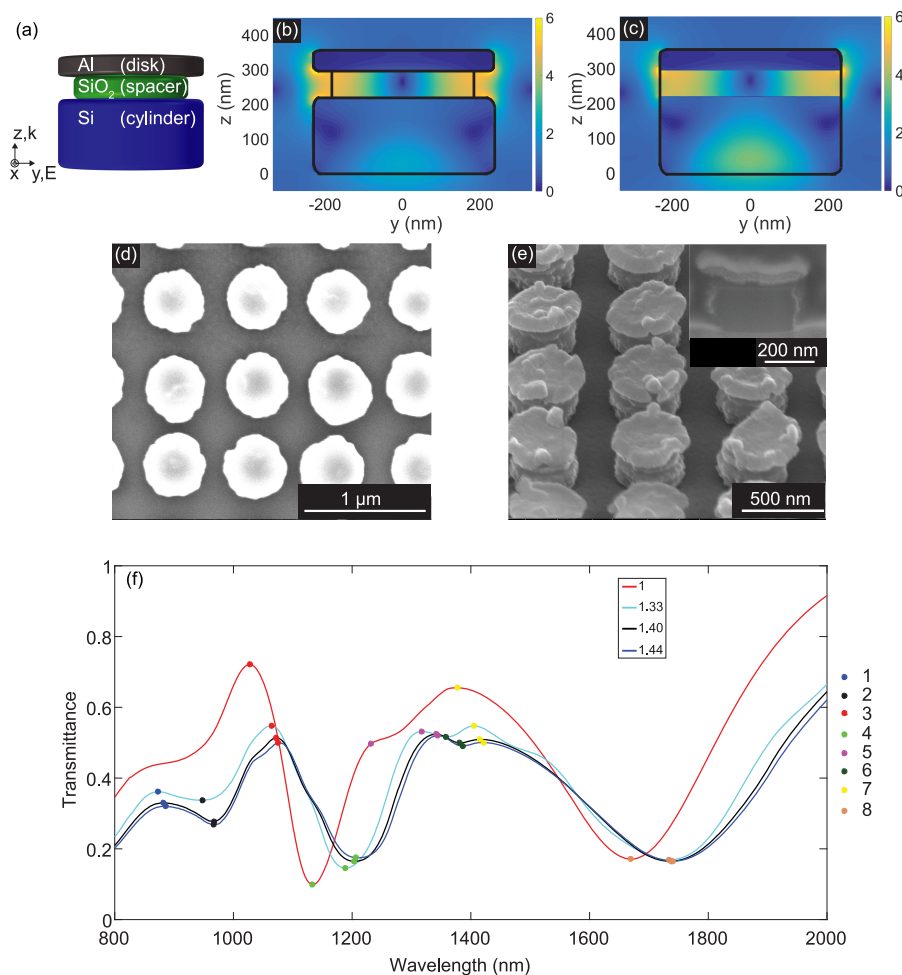 (a)
Al (disk)
SiO2 (spacer)
Si (cylinder)
z,k
x y,E
(b)
400
300
200
100
0
z (nm)
-200 0 200
y (nm)
6
4
2
0
(c)
400
300
200
100
0
z (nm)
-200 0 200
y (nm)
6
4
2
0
(d)
1 µm
(e)
200 nm
500 nm
(f)
1
0.8
0.6
0.4
0.2
0
Transmittance
800 1000 1200 1400 1600 1800 2000
Wavelength (nm)
1
1.33
1.40
1.44
1
2
3
4
5
6
7
8